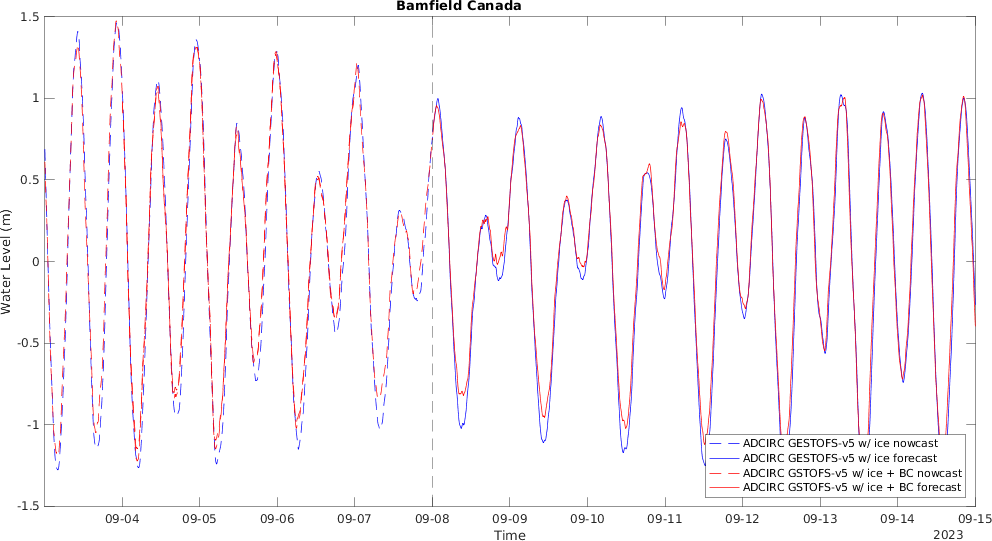 Bamfield Canada
1.5
1
0.5
0
-0.5
-1
-1.5
Water Level (m)
09-04 09-05 09-06 09-07 09-08 09-09 09-10 09-11 09-12 09-13 09-14 09-15
Time
2023
ADCIRC GESTOFS-v5 w/ ice nowcast
ADCIRC GESTOFS-v5 w/ ice forecast
ADCIRC GSTOFS-v5 w/ ice + BC nowcast
ADCIRC GSTOFS-v5 w/ ice + BC forecast